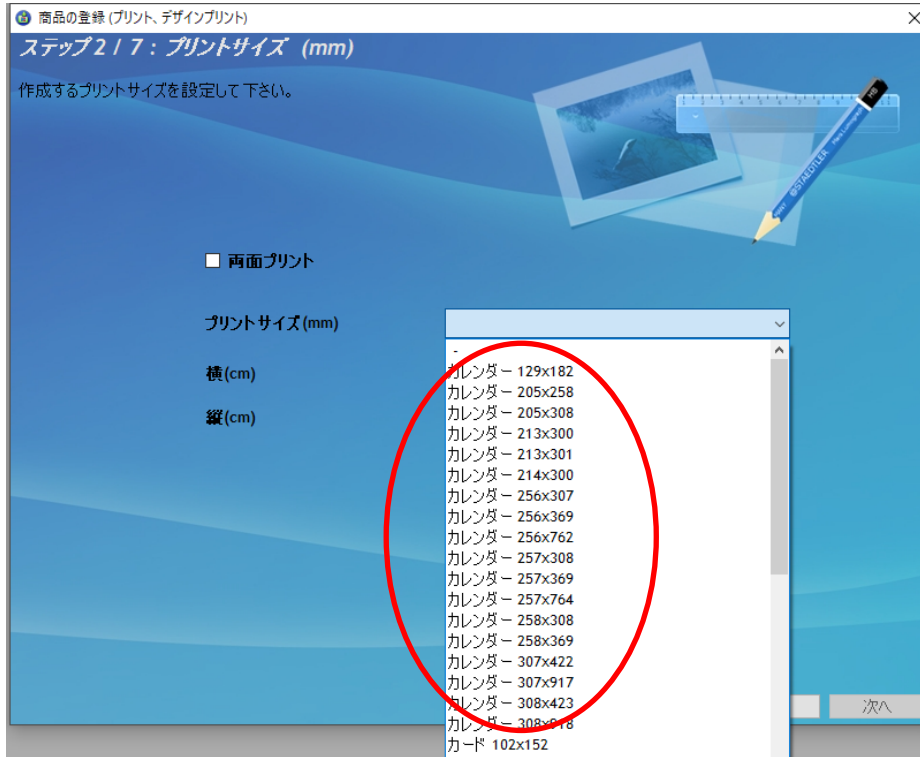 商品の登録 (プリント、デザインプリント)
ステップ2 / 7 : プリントサイズ (mm)
作成するプリントサイズを設定して下さい。
HB
STAEDTLER
両面プリント
プリントサイズ(mm)
横(cm)
縦(cm)
-
カレンダー 129x182
カレンダー 205x258
カレンダー 205x308
カレンダー 213x300
カレンダー 213x301
カレンダー 214x300
カレンダー 256x307
カレンダー 256x369
カレンダー 256x762
カレンダー 257x308
カレンダー 257x369
カレンダー 257x764
カレンダー 258x308
カレンダー 258x369
カレンダー 307x422
カレンダー 307x917
カレンダー 308x423
カレンダー 308x918
カード 102x152
次へ